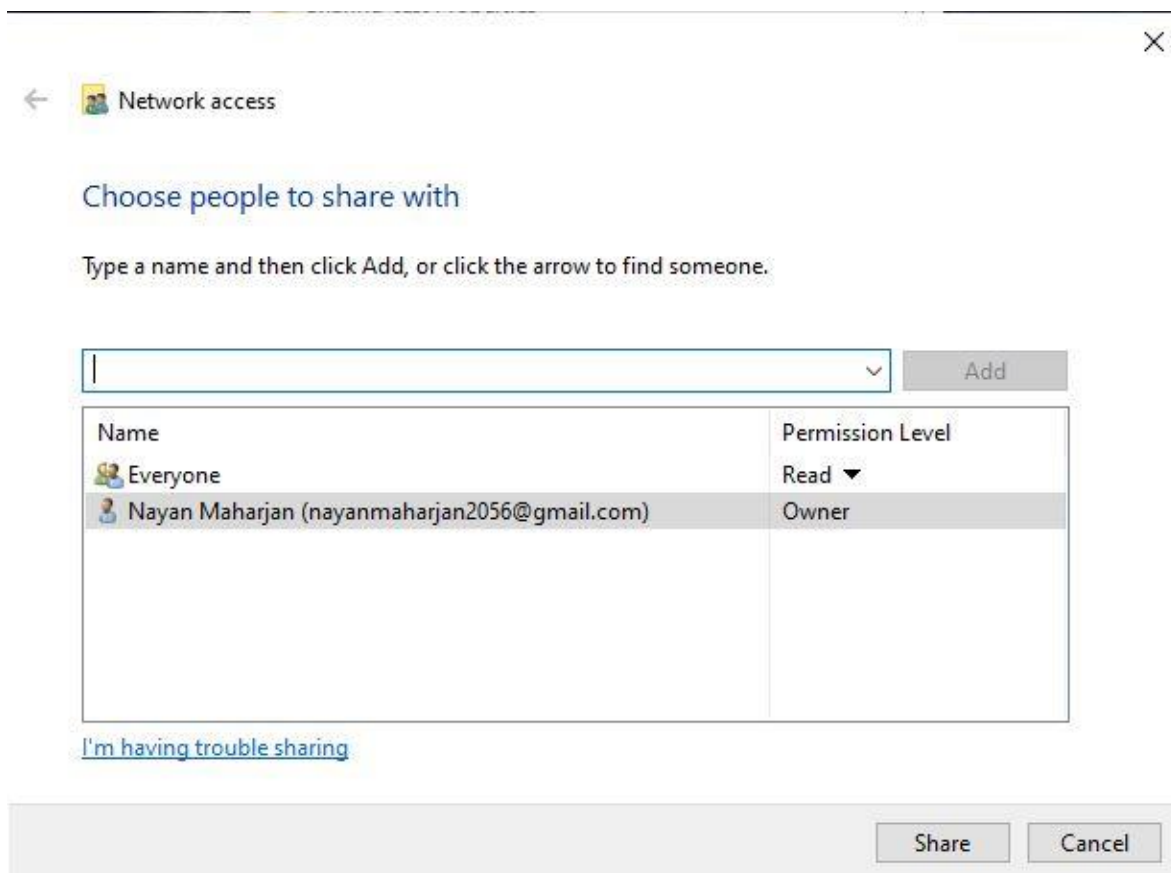 Network access
Choose people to share with
Type a name and then click Add, or click the arrow to find someone.
Add
Name Permission Level
Everyone Read
Nayan Maharjan (nayanmaharjan2056@gmail.com) Owner
I'm having trouble sharing
Share Cancel